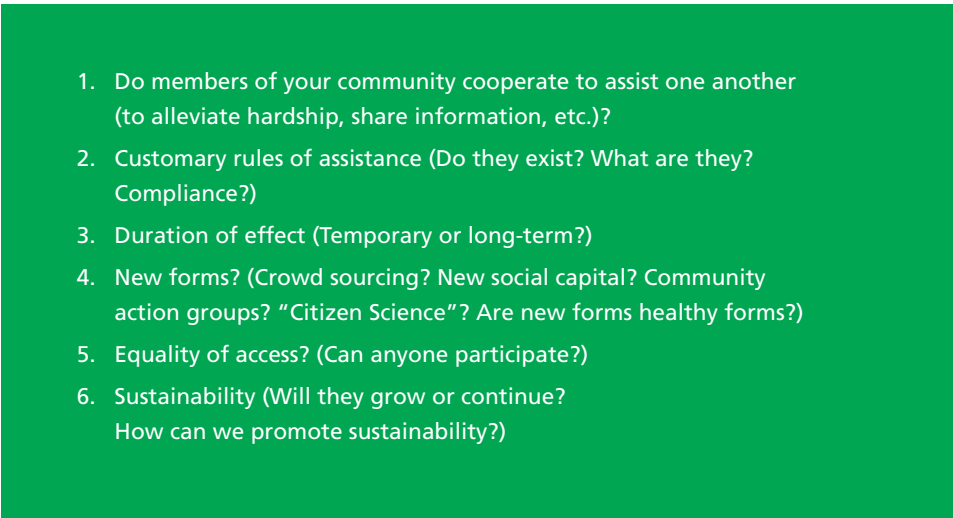 1. Do members of your community cooperate to assist one another
(to alleviate hardship, share information, etc.)?
2. Customary rules of assistance (Do they exist? What are they?
Compliance?)
3. Duration of effect (Temporary or long-term?)
4. New forms? (Crowd sourcing? New social capital? Community
action groups? “Citizen Science”? Are new forms healthy forms?)
5. Equality of access? (Can anyone participate?)
6. Sustainability (Will they grow or continue?
How can we promote sustainability?)